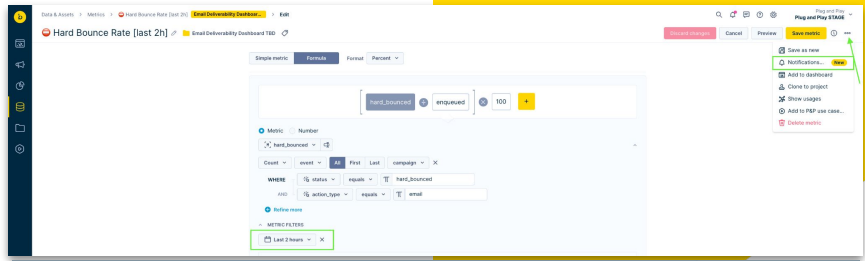 Data & Assets > Metrics > Hard Bounce Rate [last 2h] Email Deliverability Dashboar... > Edit
Plug and Play
Plug and Play STAGE
Hard Bounce Rate [last 2h] Email Deliverability Dashboard TBD
Discard changes Cancel Preview Save metric
Simple metric Formula Format Percent
Save as new
Notifications... New
Add to dashboard
Clone to project
Show usages
Add to P&P use case...
Delete metric
hard_bounced + enqueued × 100 +
Metric Number
hard_bounced
Count event All First Last campaign ×
WHERE status equals hard_bounced
AND action_type equals email
Refine more
METRIC FILTERS
Last 2 hours ×